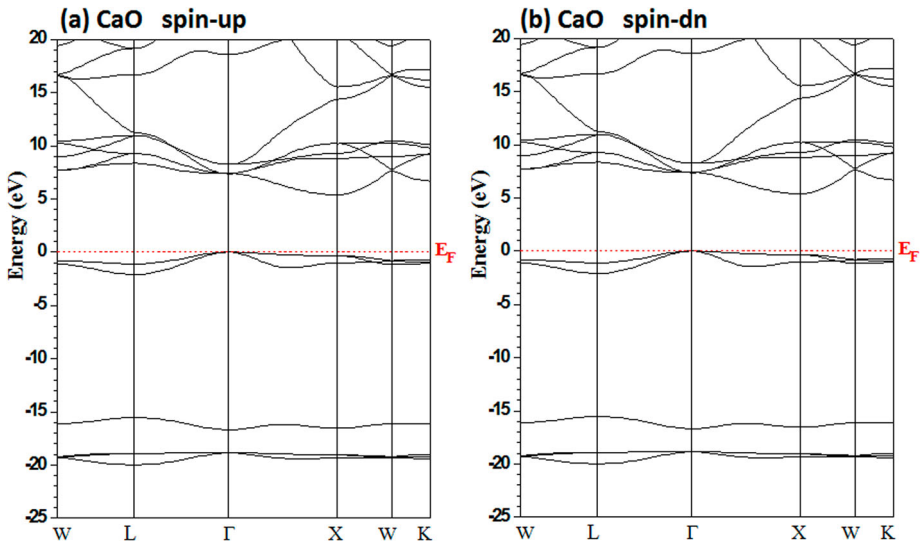 (a) CaO spin-up
(b) CaO spin-dn
Energy (eV)
20
15
10
5
0
-5
-10
-15
-20
-25
W L Γ X W K
E_F
Energy (eV)
20
15
10
5
0
-5
-10
-15
-20
-25
W L Γ X W K
E_F